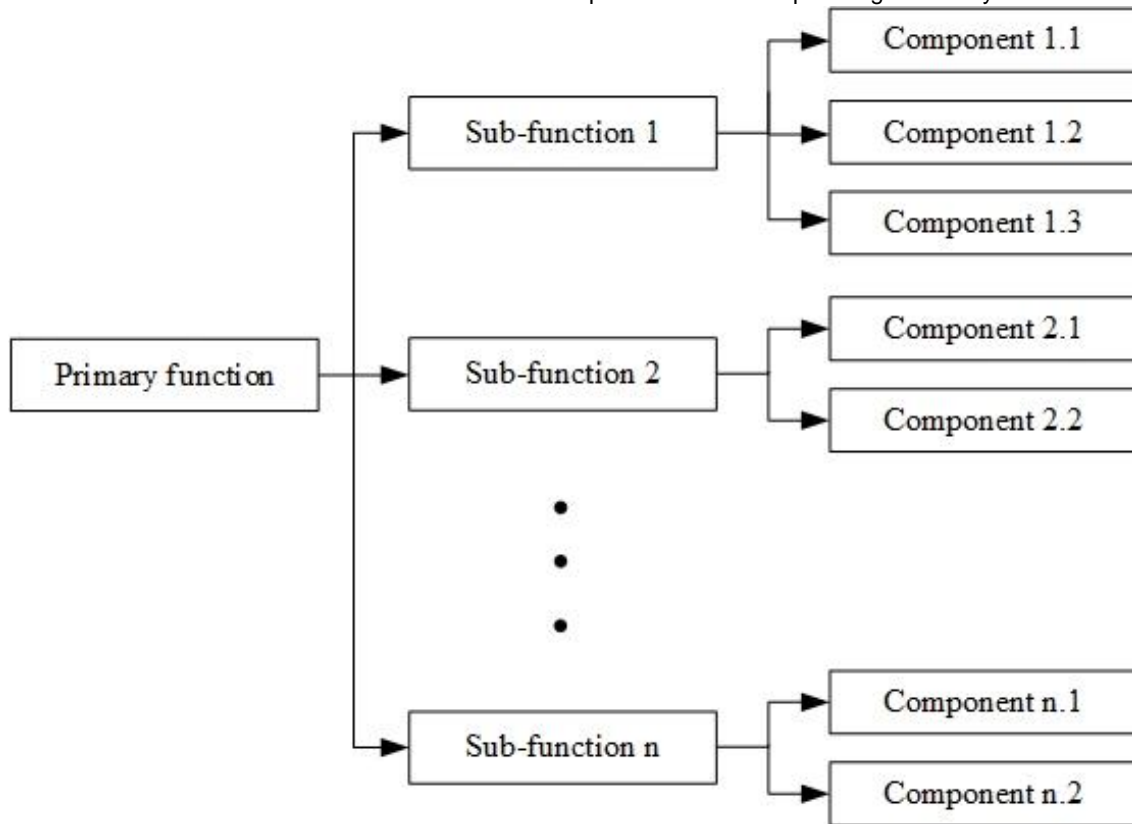 Component 1.1
Sub-function 1
Component 1.2
Component 1.3
Component 2.1
Primary function
Sub-function 2
Component 2.2
Component n.1
Sub-function n
Component n.2